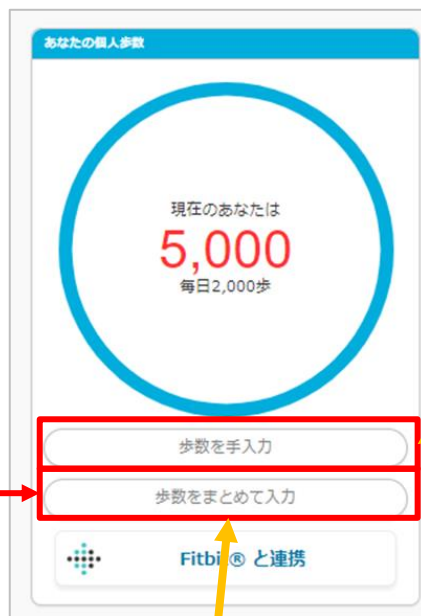 あなたの個人歩数
現在のあなたは
5,000
毎日2,000歩
歩数を手入力
歩数をまとめて入力
Fitbit® と連携